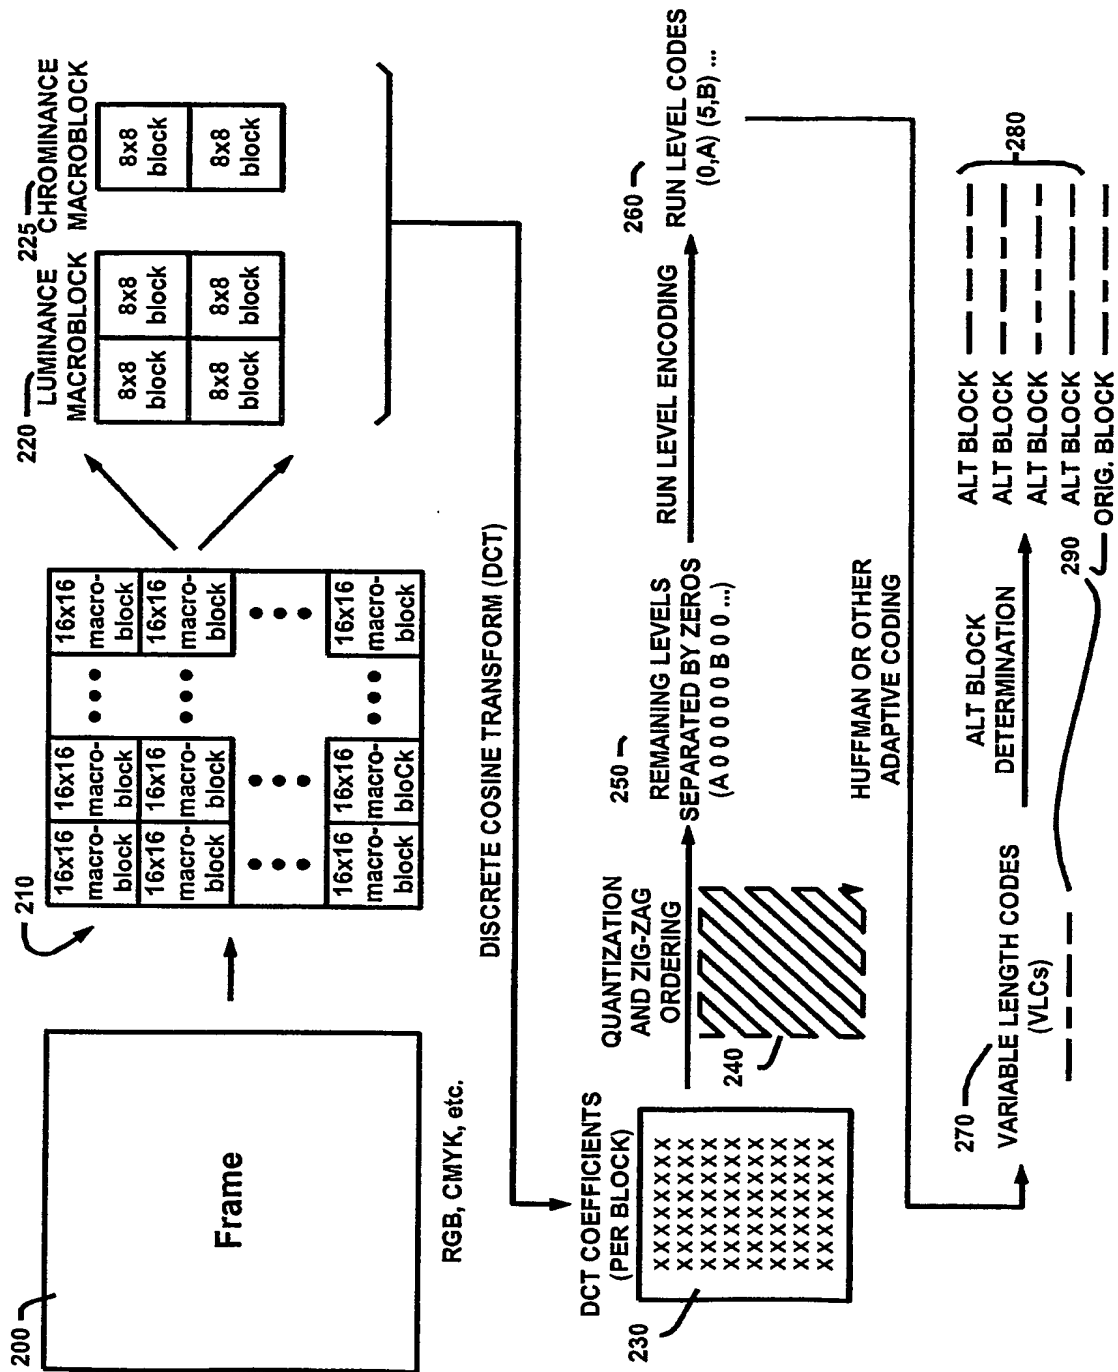 200
Frame
RGB, CMYK, etc.
210
16x16
macro-
block
16x16
macro-
block
16x16
macro-
block
16x16
macro-
block
16x16
macro-
block
16x16
macro-
block
16x16
macro-
block
16x16
macro-
bloCk
16x16
macro-
block
220
LUMINANCE
MACROBLOCK
8x8
block
8x8
block
8x8
block
8x8
block
225
CHROMINANCE
MACROBLOCK
8x8
block
8x8
block
DISCRETE COSINE TRANSFORM (DCT)
DCT COEFFICIENTS
(PER BLOCK)
XXXXXXXX
XXXXXXXX
XXXXXXXX
XXXXXXXX
XXXXXXXX
XXXXXXXX
XXXXXXXX
XXXXXXXX
230
QUANTIZATION
AND ZIG-ZAG
ORDERING
240
250
REMAINING LEVELS
SEPARATED BY ZEROS
(A 0 0 0 0 0 B 0 0 ...)
RUN LEVEL ENCODING
260
RUN LEVEL CODES
(0,A) (5,B) ...
HUFFMAN OR OTHER
ADAPTIVE CODING
270
VARIABLE LENGTH CODES
(VLCs)
ALT BLOCK
DETERMINATION
ALT BLOCK
ALT BLOCK
ALT BLOCK
ALT BLOCK
280
290
ORIG. BLOCK